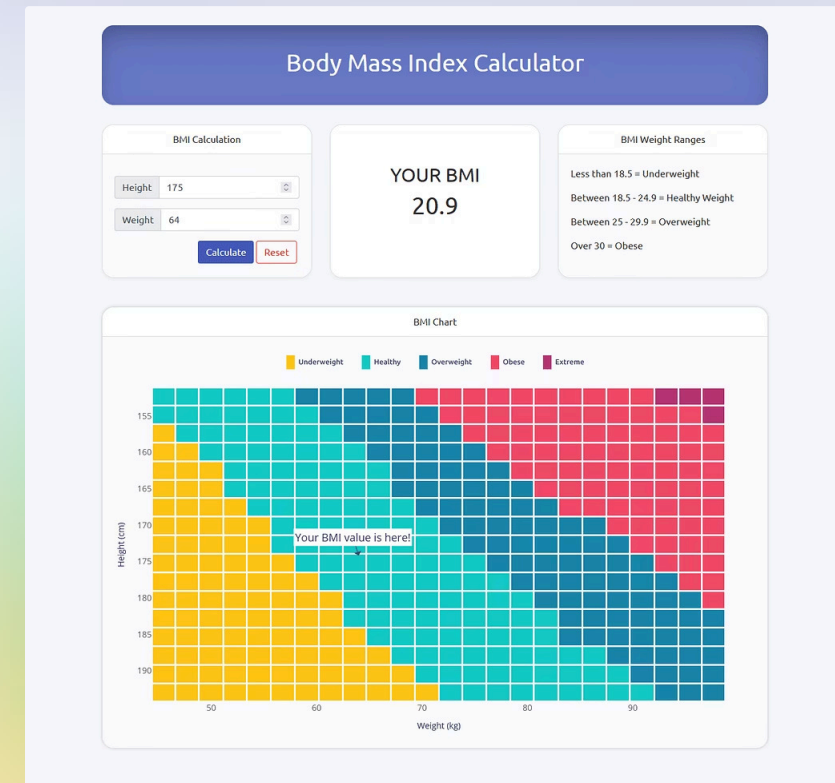 Body Mass Index Calculator
BMI Calculation
Height 175
Weight 64
Calculate Reset
YOUR BMI
20.9
BMI Weight Ranges
Less than 18.5 = Underweight
Between 18.5 - 24.9 = Healthy Weight
Between 25 - 29.9 = Overweight
Over 30 = Obese
BMI Chart
Underweight Healthy Overweight Obese Extreme
155
160
165
170
Your BMI value is here!
175
180
185
190
Height (cm)
50 60 70 80 90
Weight (kg)